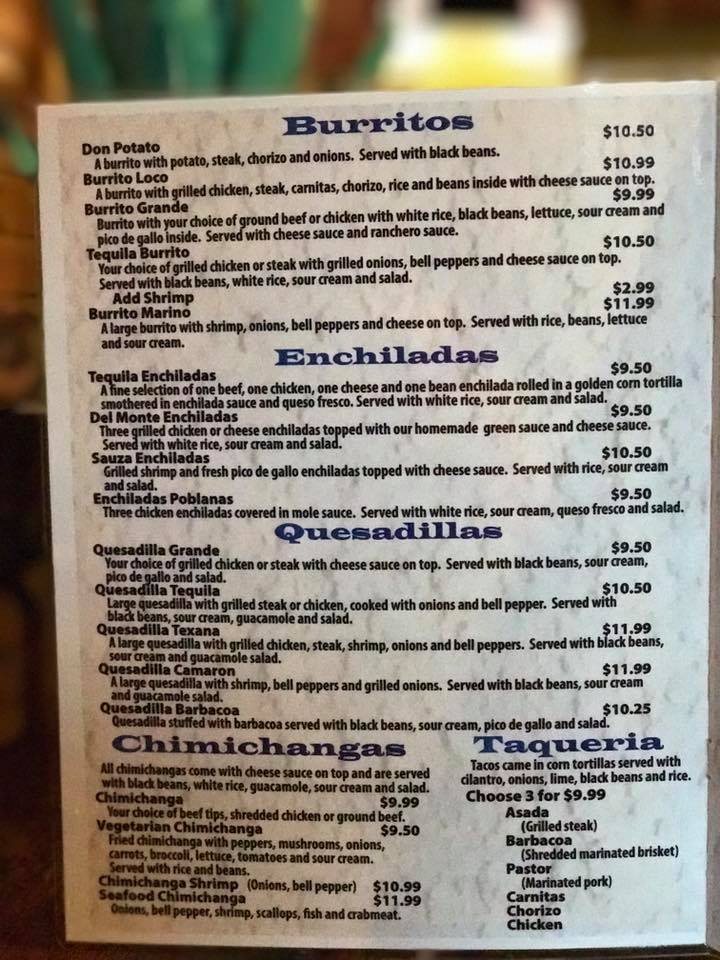 Burritos
Don Potato $10.50
A burrito with potato, steak, chorizo and onions. Served with black beans.
Burrito Loco $10.99
A burrito with grilled chicken, steak, carnitas, chorizo, rice and beans inside with cheese sauce on top.
Burrito Grande $9.99
Burrito with your choice of ground beef or chicken with white rice, black beans, lettuce, sour cream and
pico de gallo inside. Served with cheese sauce and ranchero sauce.
Tequila Burrito $10.50
Your choice of grilled chicken or steak with grilled onions, bell peppers and cheese sauce on top.
Served with black beans, white rice, sour cream and salad.
Add Shrimp $2.99
Burrito Marino $11.99
A large burrito with shrimp, onions, bell peppers and cheese on top. Served with rice, beans, lettuce
and sour cream.
Enchiladas
Tequila Enchiladas $9.50
A fine selection of one beef, one chicken, one cheese and one bean enchilada rolled in a golden corn tortilla
smothered in enchilada sauce and queso fresco. Served with white rice, sour cream and salad.
Del Monte Enchiladas $9.50
Three grilled chicken or cheese enchiladas topped with our homemade green sauce and cheese sauce.
Served with white rice, sour cream and salad.
Sauza Enchiladas $10.50
Grilled shrimp and fresh pico de gallo enchiladas topped with cheese sauce. Served with rice, sour cream
and salad.
Enchiladas Poblanas $9.50
Three chicken enchiladas covered in mole sauce. Served with white rice, sour cream, queso fresco and salad.
Quesadillas
Quesadilla Grande $9.50
Your choice of grilled chicken or steak with cheese sauce on top. Served with black beans, sour cream,
pico de gallo and salad.
Quesadilla Tequila $10.50
Large quesadilla with grilled steak or chicken, cooked with onions and bell pepper. Served with
black beans, sour cream, guacamole and salad.
Quesadilla Texana $11.99
A large quesadilla with grilled chicken, steak, shrimp, onions and bell peppers. Served with black beans,
sour cream and guacamole salad.
Quesadilla Camaron $11.99
A large quesadilla with shrimp, bell peppers and grilled onions. Served with black beans, sour cream
and guacamole salad.
Quesadilla Barbacoa $10.25
Quesadilla stuffed with barbacoa served with black beans, sour cream, pico de gallo and salad.
Chimichangas
All chimichangas come with cheese sauce on top and are served
with black beans, white rice, guacamole, sour cream and salad.
Chimichanga $9.99
Your choice of beef tips, shredded chicken or ground beef.
Vegetarian Chimichanga $9.50
Fried chimichanga with peppers, mushrooms, onions,
carrots, broccoli, lettuce, tomatoes and sour cream.
Served with rice and beans.
Chimichanga Shrimp (Onions, bell pepper) $10.99
Seafood Chimichanga $11.99
Onions, bell pepper, shrimp, scallops, fish and crabmeat.
Taqueria
Tacos came in corn tortillas served with
cilantro, onions, lime, black beans and rice.
Choose 3 for $9.99
Asada
(Grilled steak)
Barbacoa
(Shredded marinated brisket)
Pastor
(Marinated pork)
Carnitas
Chorizo
Chicken